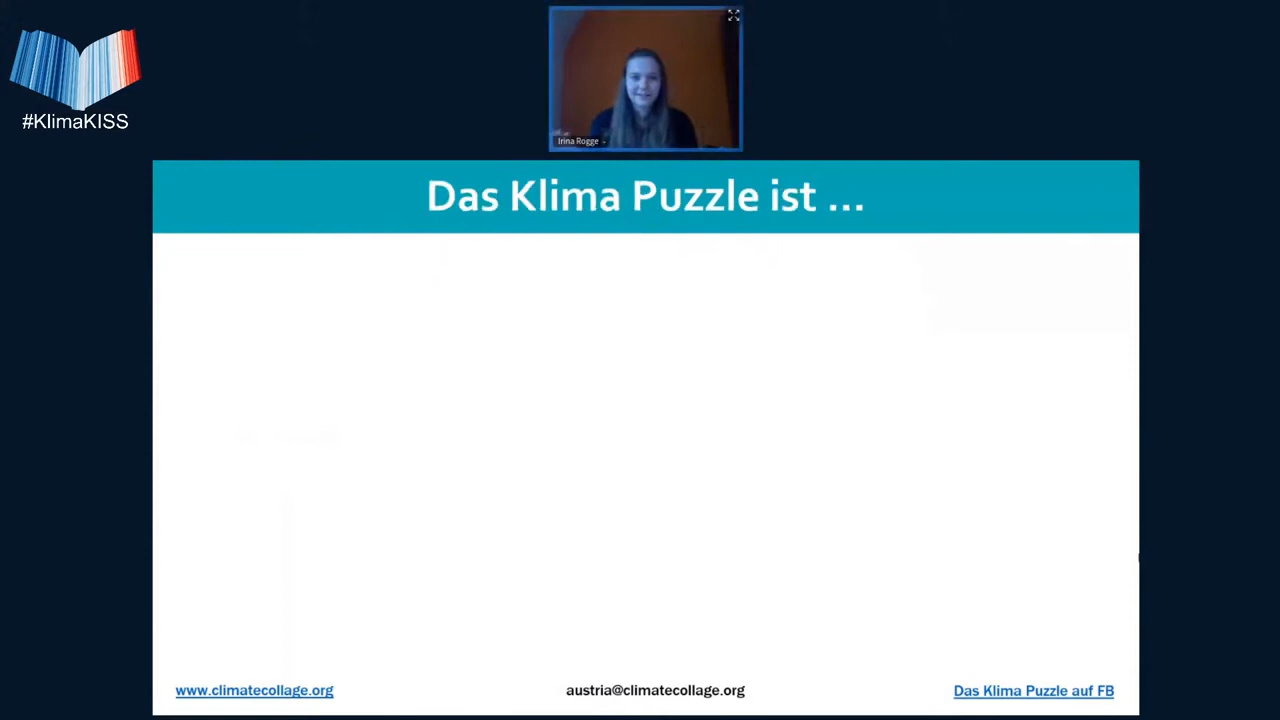 #KlimaKISS
Irina Rogge
Das Klima Puzzle ist ...
www.climatecollage.org
austria@climatecollage.org
Das Klima Puzzle auf FB